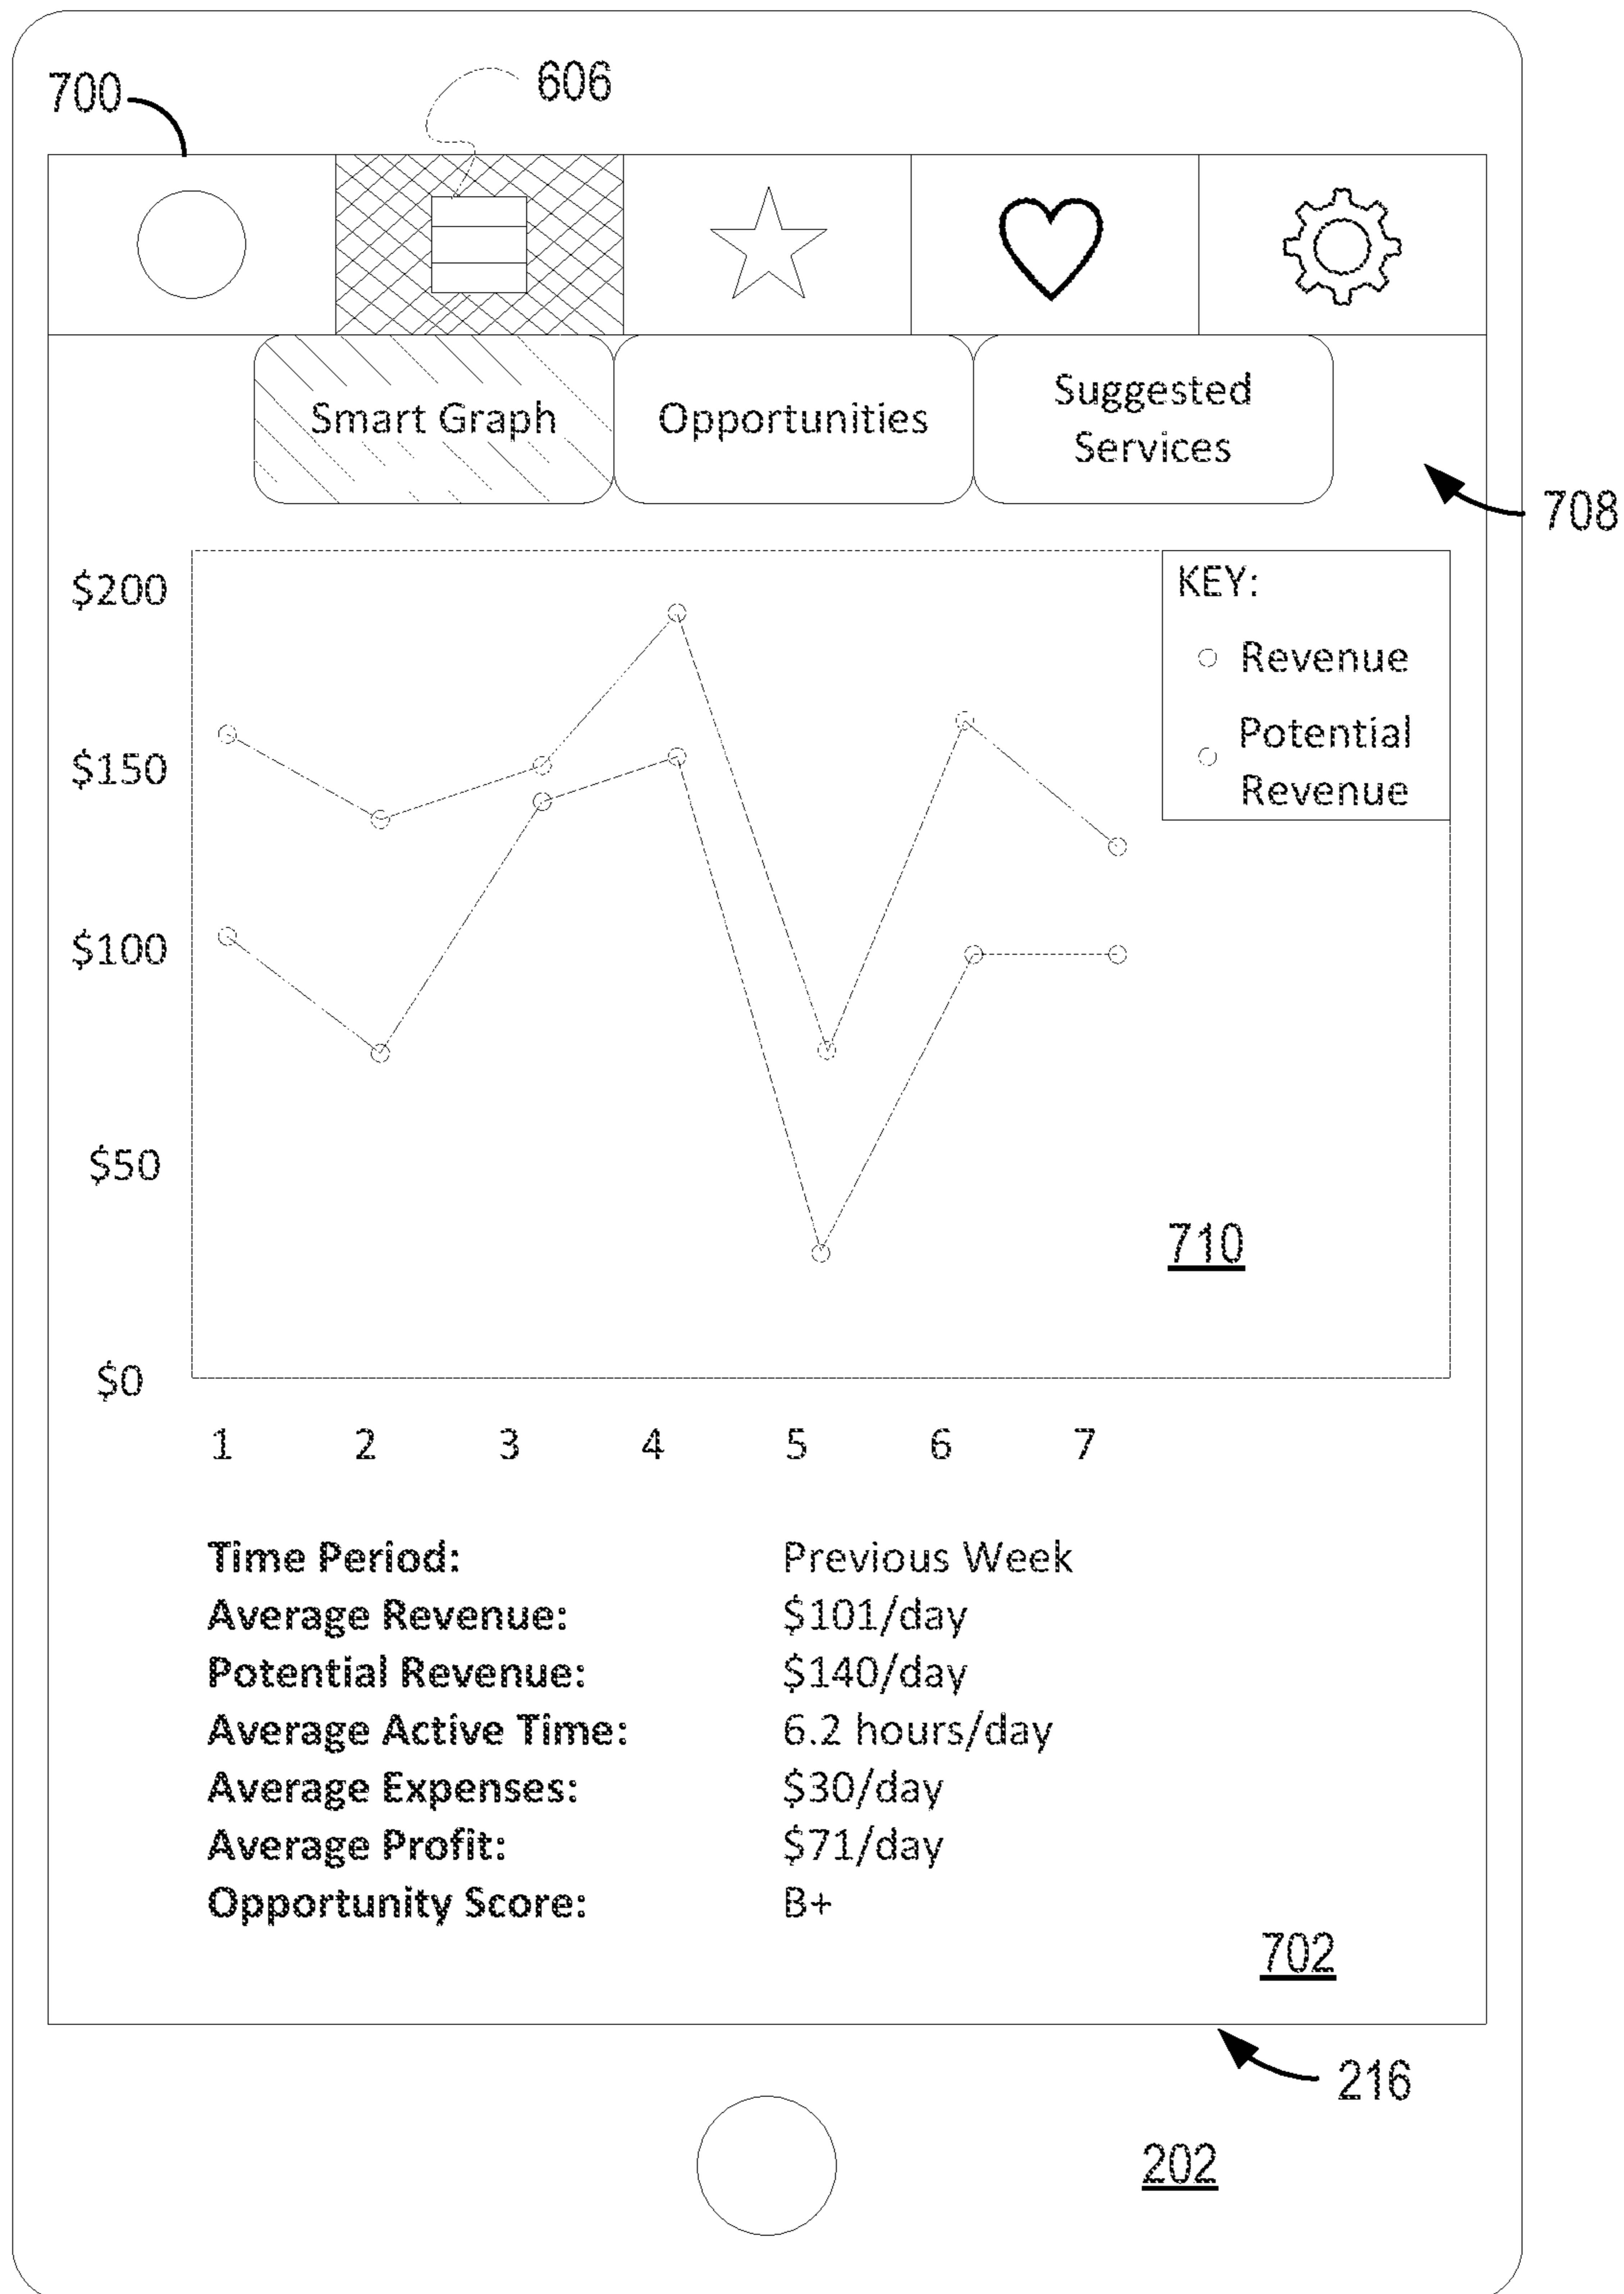 700
606
Smart Graph
Opportunities
Suggested
Services
708
$200
$150
$100
$50
$0
KEY:
Revenue
Potential
Revenue
710
1 2 3 4 5 6 7
Time Period: Previous Week
Average Revenue: $101/day
Potential Revenue: $140/day
Average Active Time: 6.2 hours/day
Average Expenses: $30/day
Average Profit: $71/day
Opportunity Score: B+
702
216
202